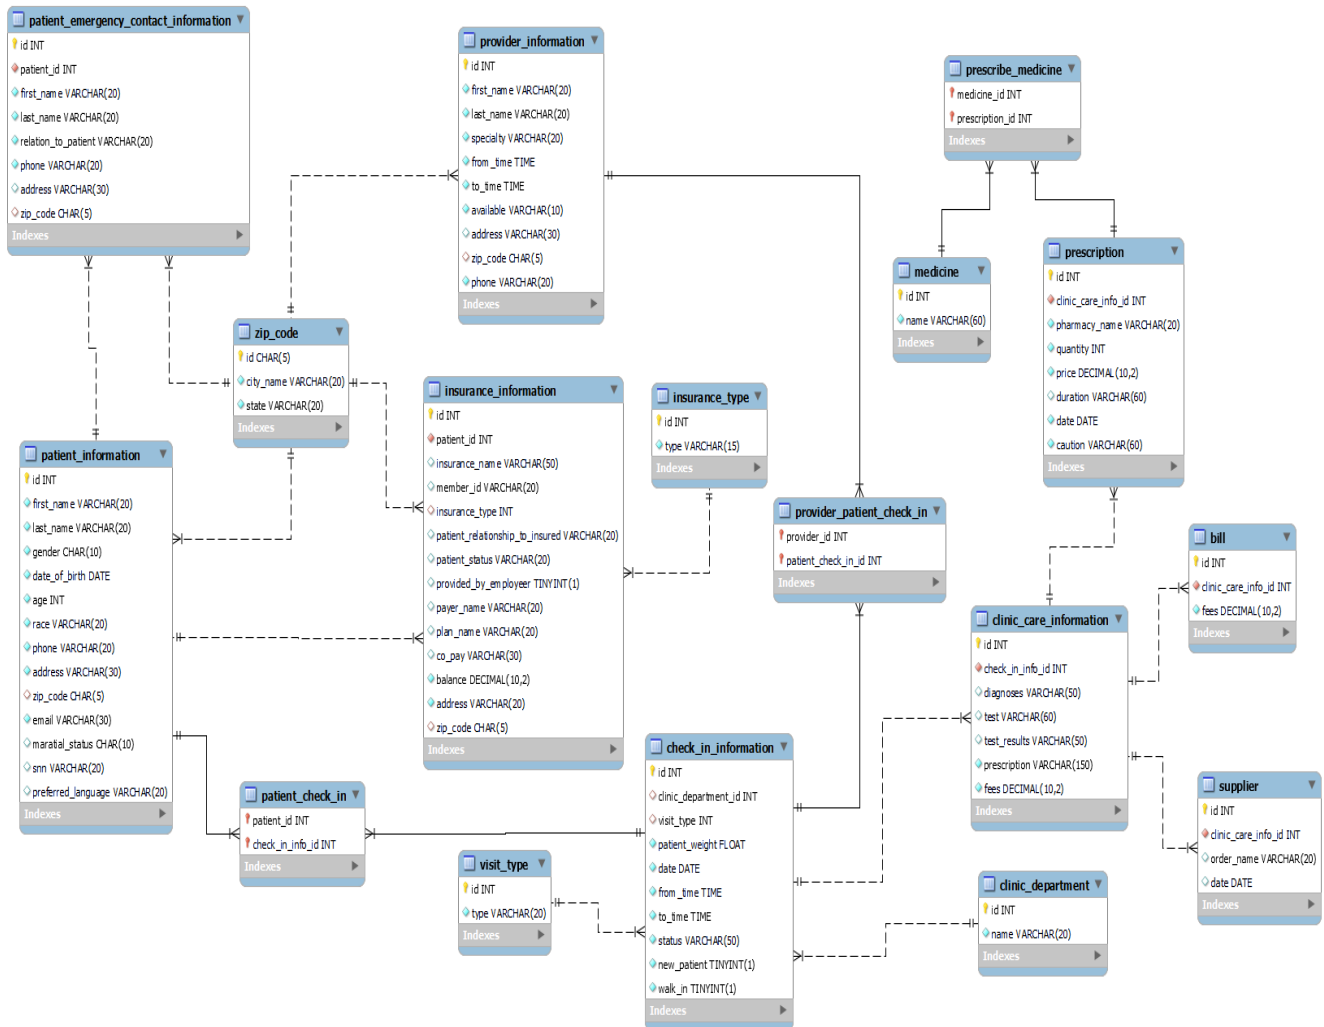 patient_emergency_contact_information
id INT
patient_id INT
first_name VARCHAR(20)
last_name VARCHAR(20)
relation_to_patient VARCHAR(20)
phone VARCHAR(20)
address VARCHAR(30)
zip_code CHAR(5)
Indexes
provider_information
id INT
first_name VARCHAR(20)
last_name VARCHAR(20)
specialty VARCHAR(20)
from_time TIME
to_time TIME
available VARCHAR(10)
address VARCHAR(30)
zip_code CHAR(5)
phone VARCHAR(20)
Indexes
prescribe_medicine
medicine_id INT
prescription_id INT
Indexes
medicine
id INT
name VARCHAR(60)
Indexes
prescription
id INT
clinic_care_info_id INT
pharmacy_name VARCHAR(20)
quantity INT
price DECIMAL(10,2)
duration VARCHAR(60)
date DATE
caution VARCHAR(60)
Indexes
zip_code
id CHAR(5)
city_name VARCHAR(20)
state VARCHAR(20)
Indexes
insurance_information
id INT
patient_id INT
insurance_name VARCHAR(50)
member_id VARCHAR(20)
insurance_type INT
patient_relationship_to_insured VARCHAR(20)
patient_status VARCHAR(20)
provided_by_employeer TINYINT(1)
payer_name VARCHAR(20)
plan_name VARCHAR(20)
co_pay VARCHAR(30)
balance DECIMAL(10,2)
address VARCHAR(20)
zip_code CHAR(5)
insurance_type
id INT
type VARCHAR(15)
Indexes
patient_information
id INT
first_name VARCHAR(20)
last_name VARCHAR(20)
gender CHAR(10)
date_of_birth DATE
age INT
race VARCHAR(20)
phone VARCHAR(20)
address VARCHAR(30)
zip_code CHAR(5)
email VARCHAR(30)
maratial_status CHAR(10)
snn VARCHAR(20)
preferred_language VARCHAR(20)
Indexes
provider_patient_check_in
provider_id INT
patient_check_in_id INT
Indexes
bill
id INT
clinic_care_info_id INT
fees DECIMAL(10,2)
Indexes
clinic_care_information
id INT
check_in_info_id INT
diagnoses VARCHAR(50)
test VARCHAR(60)
test_results VARCHAR(50)
prescription VARCHAR(150)
fees DECIMAL(10,2)
Indexes
patient_check_in
patient_id INT
check_in_info_id INT
Indexes
check_in_information
id INT
clinic_department_id INT
visit_type INT
patient_weight FLOAT
date DATE
from_time TIME
to_time TIME
status VARCHAR(50)
new_patient TINYINT(1)
walk_in TINYINT(1)
Indexes
visit_type
id INT
type VARCHAR(20)
Indexes
supplier
id INT
clinic_care_info_id INT
order_name VARCHAR(20)
date DATE
Indexes
clinic_department
id INT
name VARCHAR(20)
Indexes